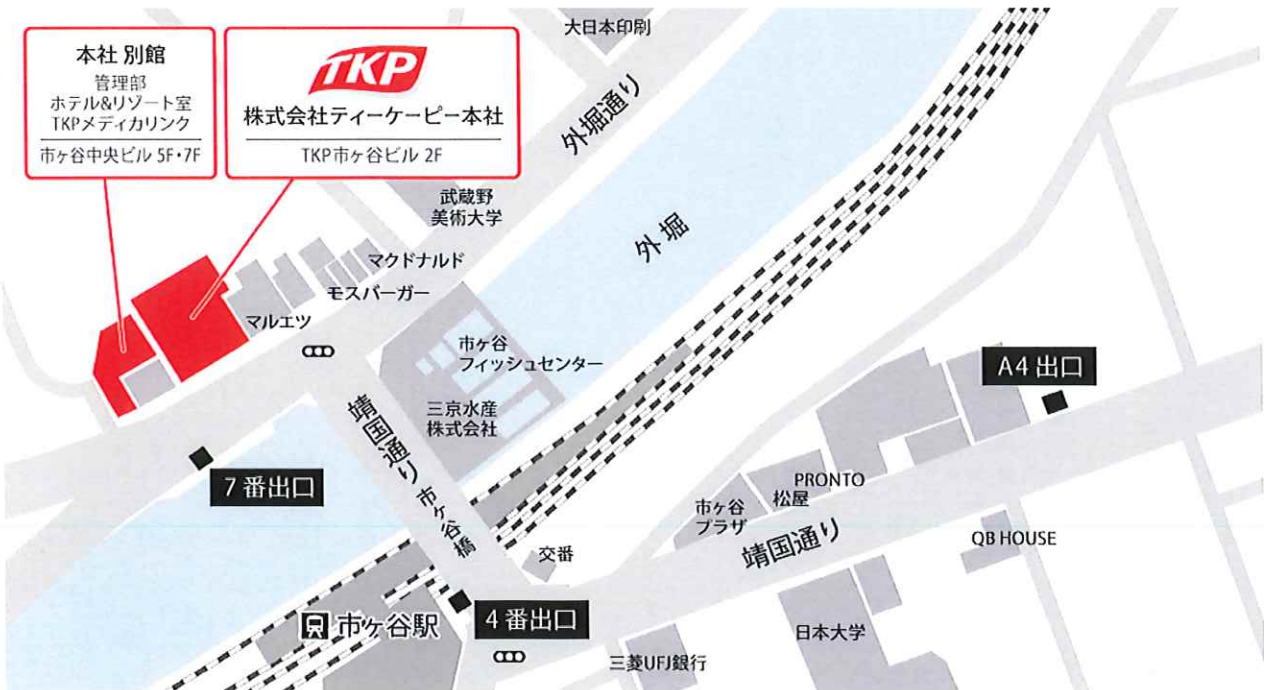 本社 別館
管理部
ホテル&リゾート室
TKPメディカリンク
市ヶ谷中央ビル 5F・7F
TKP
株式会社ティーケーピー本社
TKP市ヶ谷ビル 2F
大日本印刷
外堀通り
武蔵野
美術大学
外堀
マクドナルド
モスバーガー
マルエツ
市ヶ谷
フィッシュセンター
三京水産
株式会社
A4 出口
靖国通り
市ヶ谷橋
7 番出口
PRONTO
松屋
市ヶ谷
プラザ
靖国通り
QB HOUSE
交番
市ヶ谷駅
4 番出口
日本大学
三菱UFJ銀行